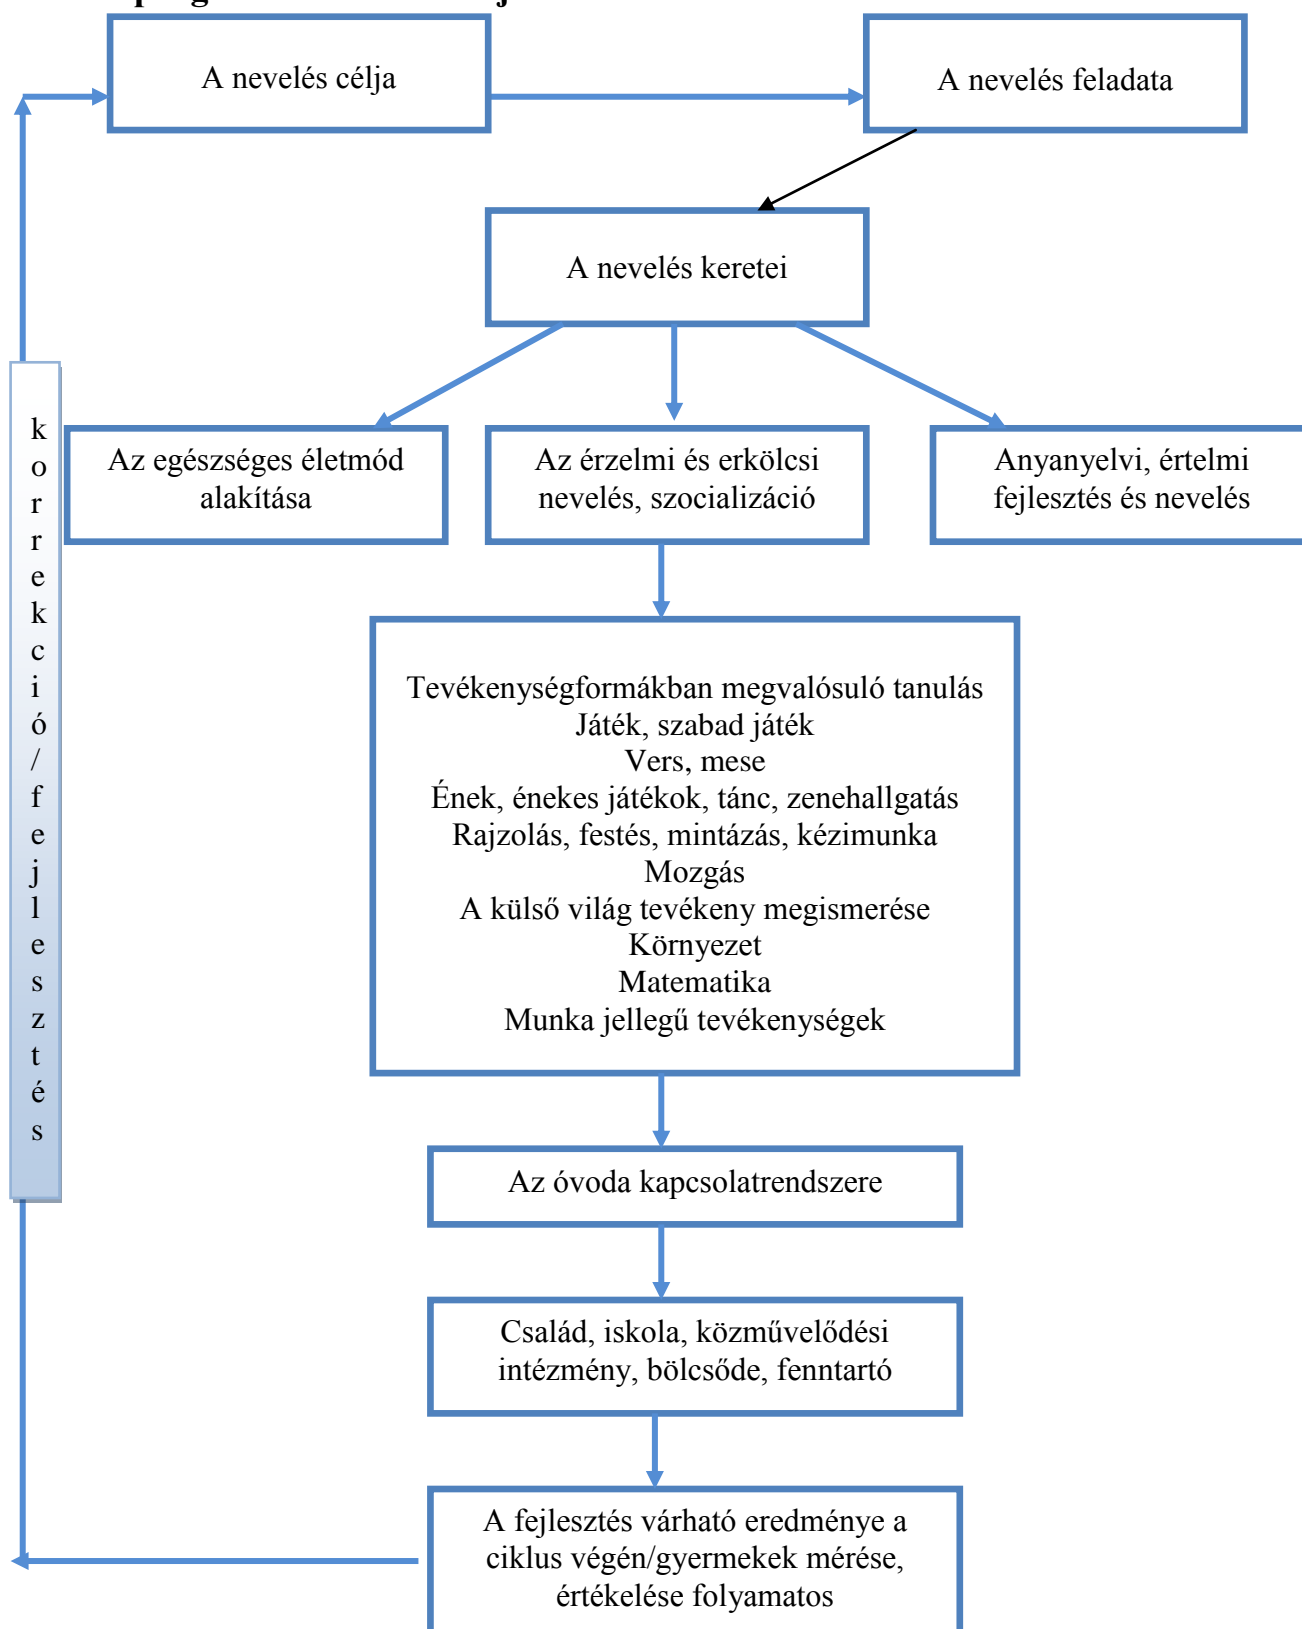 A nevelés célja
A nevelés feladata
A nevelés keretei
Az egészséges életmód
alakítása
Az érzelmi és erkölcsi
nevelés, szocializáció
Anyanyelvi, értelmi
fejlesztés és nevelés
korrekció/fejlesztés
Tevékenységformákban megvalósuló tanulás
Játék, szabad játék
Vers, mese
Ének, énekes játékok, tánc, zenehallgatás
Rajzolás, festés, mintázás, kézimunka
Mozgás
A külső világ tevékeny megismerése
Környezet
Matematika
Munka jellegű tevékenységek
Az óvoda kapcsolatrendszere
Család, iskola, közművelődési
intézmény, bölcsőde, fenntartó
A fejlesztés várható eredménye a
ciklus végén/gyermekek mérése,
értékelése folyamatos